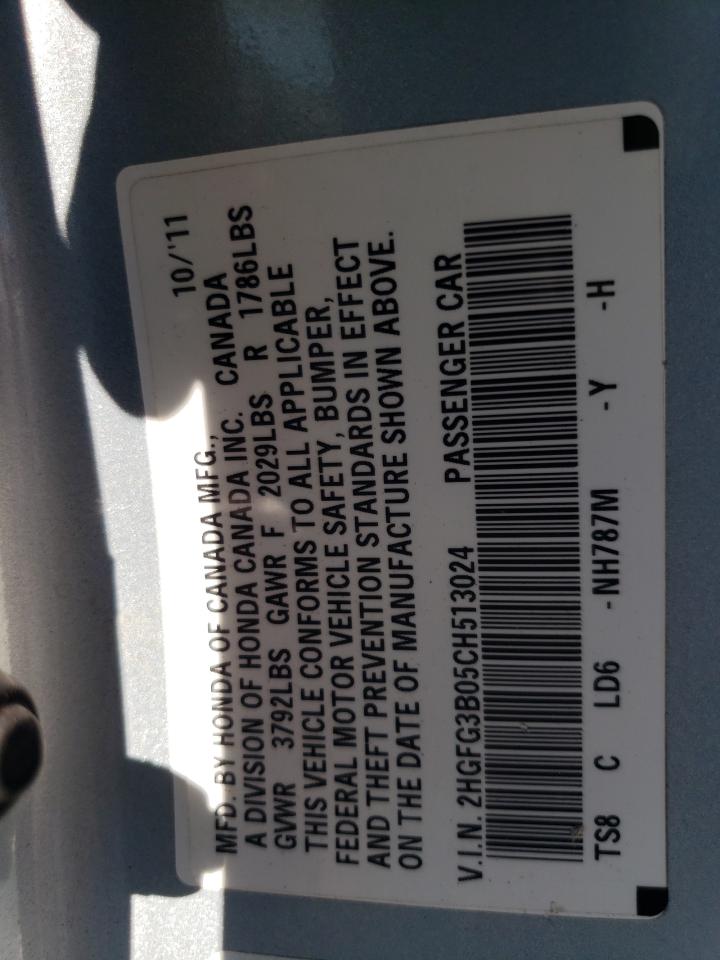 10/'11
MFD. BY HONDA OF CANADA MFG.,
A DIVISION OF HONDA CANADA INC. CANADA
GVWR 3792LBS GAWR F 2029LBS R 1786LBS
THIS VEHICLE CONFORMS TO ALL APPLICABLE
FEDERAL MOTOR VEHICLE SAFETY, BUMPER,
AND THEFT PREVENTION STANDARDS IN EFFECT
ON THE DATE OF MANUFACTURE SHOWN ABOVE.
V.I.N. 2HGFG3B05CH513024 PASSENGER CAR
TS8 C LD6 -NH787M -Y -H